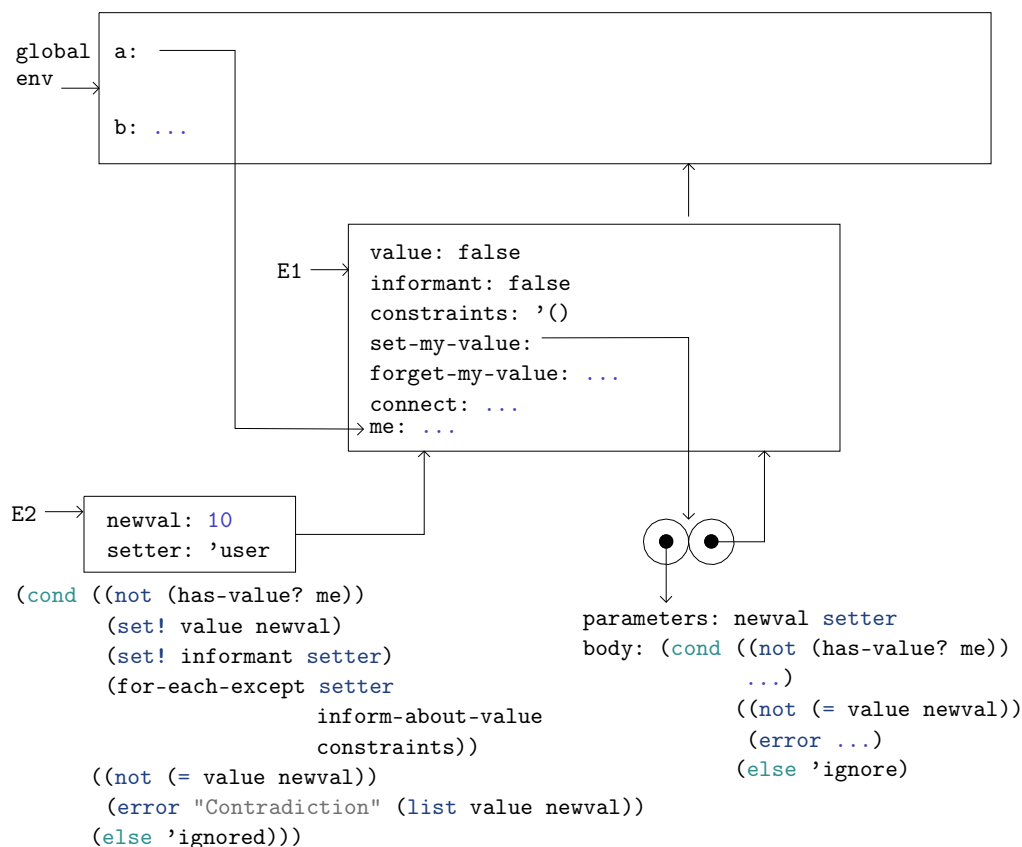 global
env
a:
b: ...
E1
value: false
informant: false
constraints: '()
set-my-value:
forget-my-value: ...
connect: ...
me: ...
E2
newval: 10
setter: 'user
(cond ((not (has-value? me))
(set! value newval)
(set! informant setter)
(for-each-except setter
inform-about-value
constraints))
((not (= value newval))
(error "Contradiction" (list value newval))
(else 'ignored)))
parameters: newval setter
body: (cond ((not (has-value? me))
...)
((not (= value newval))
(error ...)
(else 'ignore)